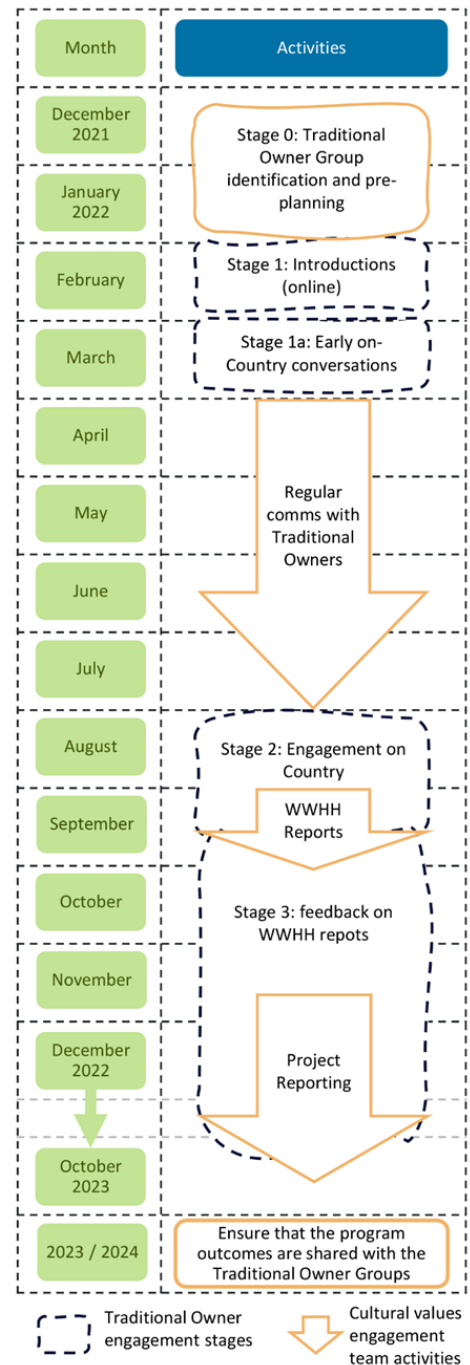 Month
Activities
December
2021
Stage 0: Traditional
Owner Group
identification and pre-
planning
January
2022
February
Stage 1: Introductions
(online)
March
Stage 1a: Early on-
Country conversations
April
May
Regular
comms with
Traditional
Owners
June
July
August
Stage 2: Engagement on
Country
September
WWHH
Reports
October
Stage 3: feedback on
WWHH repots
November
December
2022
Project
Reporting
October
2023
2023 / 2024
Ensure that the program
outcomes are shared with the
Traditional Owner Groups
Traditional Owner
engagement stages
Cultural values
engagement
team activities